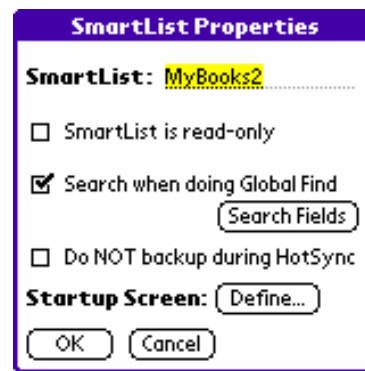 SmartList Properties
SmartList: MyBooks2
SmartList is read-only
Search when doing Global Find
Search Fields
Do NOT backup during HotSync
Startup Screen: Define...
OK Cancel